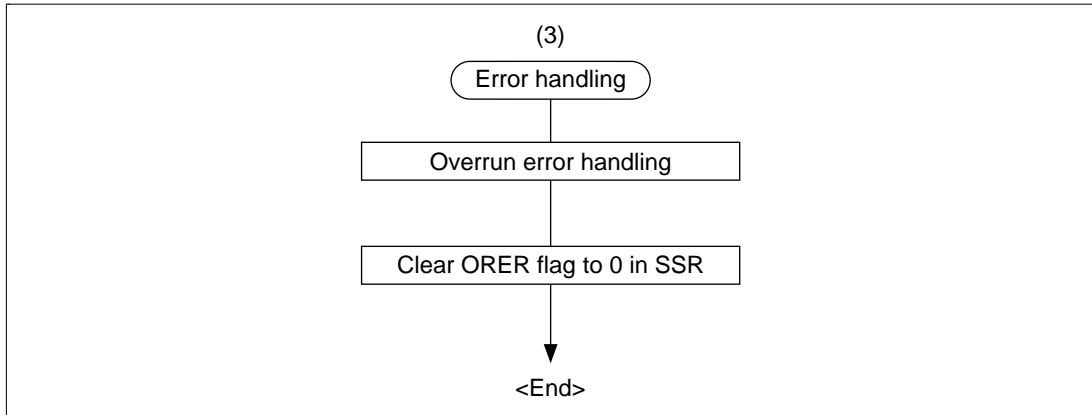 (3)
Error handling
Overrun error handling
Clear ORER flag to 0 in SSR
<End>